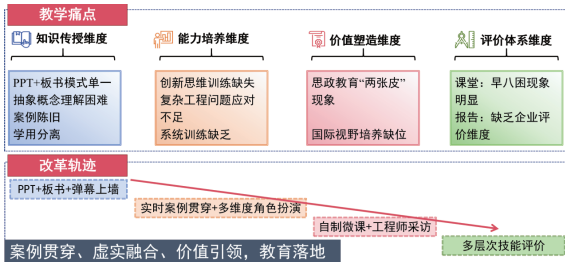 教学痛点
知识传授维度
PPT+板书模式单一
抽象概念理解困难
案例陈旧
学用分离
能力培养维度
创新思维训练缺失
复杂工程问题应对
不足
系统训练缺乏
价值塑造维度
思政教育“两张皮”
现象
国际视野培养缺位
评价体系维度
课堂：早八困现象
明显
报告：缺乏企业评
价维度
改革轨迹
PPT+板书+弹幕上墙
实时案例贯穿+多维度角色扮演
自制微课+工程师采访
多层次技能评价
案例贯穿、虚实融合、价值引领，教育落地